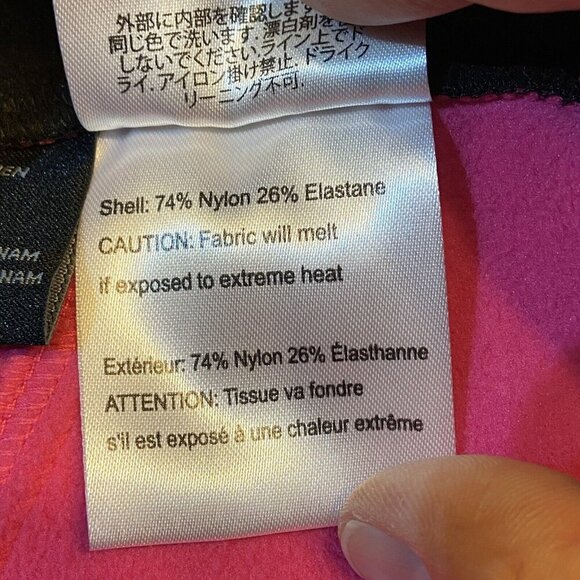 外部に内部を確認します
同じ色で洗います. 漂白剤を
しないでください. ライン上で
ライ. アイロン掛け禁止. ドライク
リーニング不可.
Shell: 74% Nylon 26% Elastane
CAUTION: Fabric will melt
if exposed to extreme heat
Extérieur: 74% Nylon 26% Élasthanne
ATTENTION: Tissue va fondre
s'il est exposé à une chaleur extrême
EN
NAM
NAM